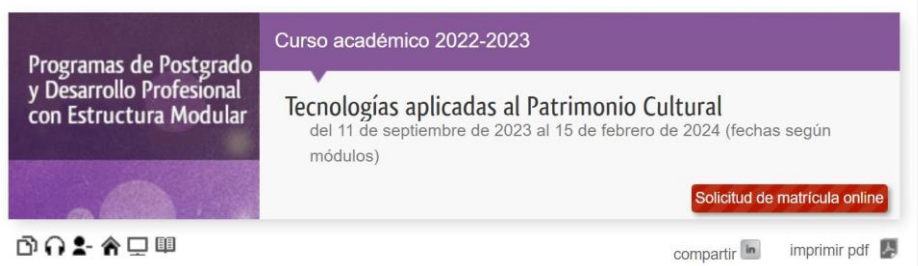 Programas de Postgrado
y Desarrollo Profesional
con Estructura Modular
Curso académico 2022-2023
Tecnologías aplicadas al Patrimonio Cultural
del 11 de septiembre de 2023 al 15 de febrero de 2024 (fechas según
módulos)
Solicitud de matrícula online
compartir in
imprimir pdf